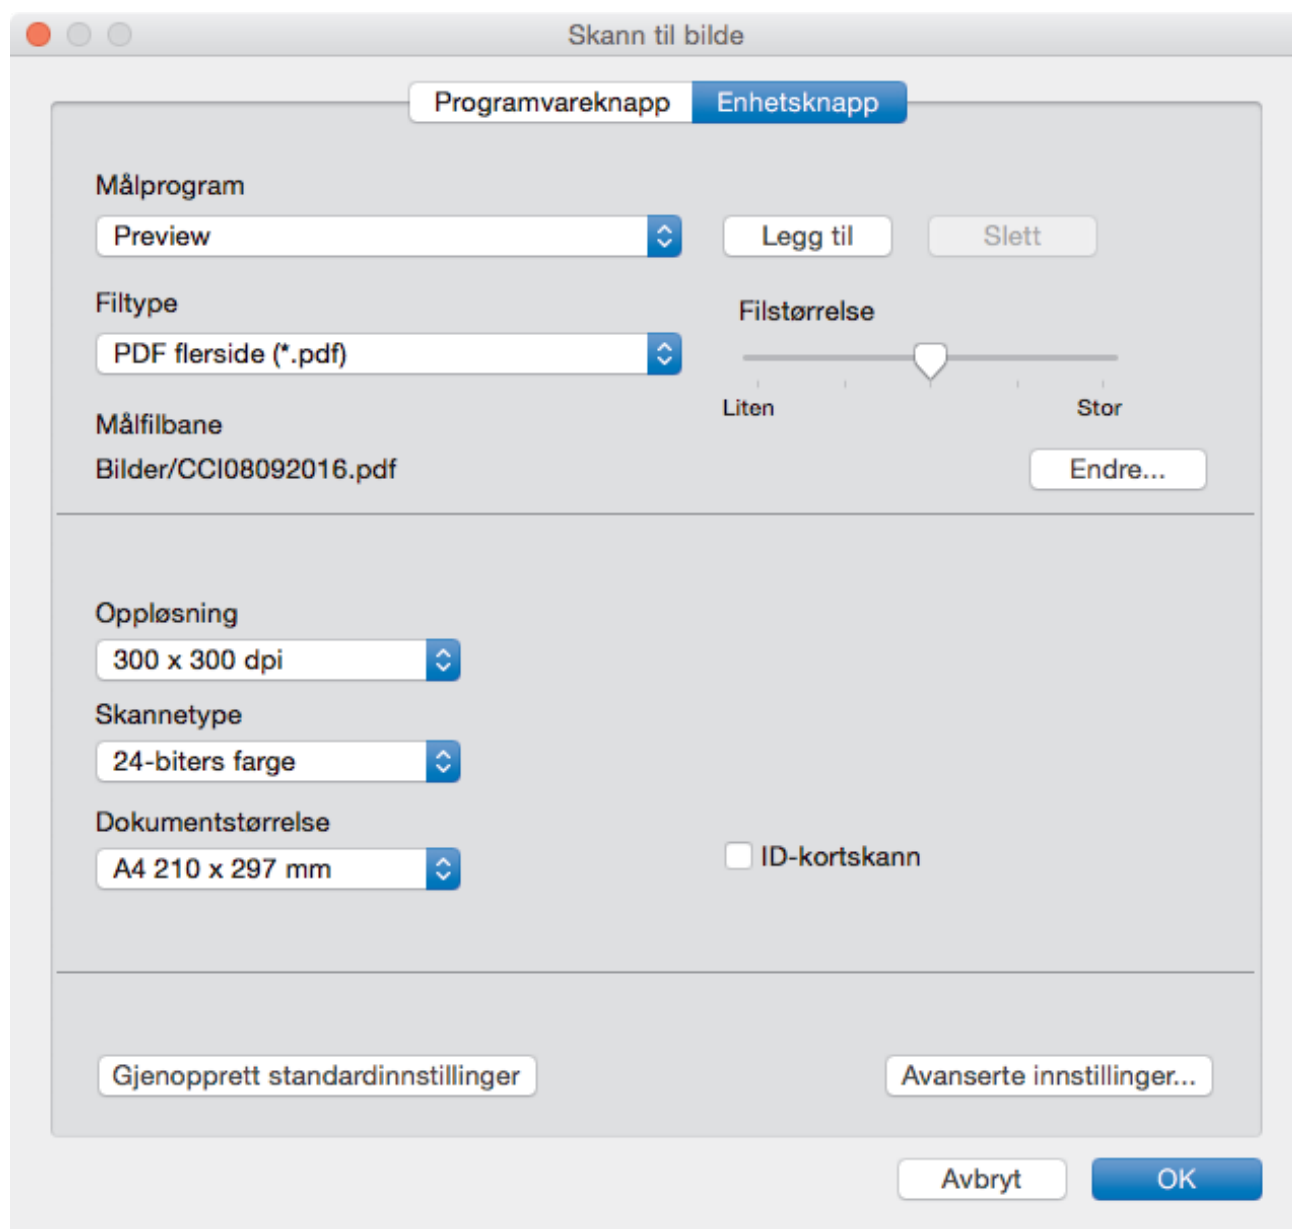 Skann til bilde
Programvareknapp Enhetsknapp
Målprogram
Preview Legg til Slett
Filtype
Filstørrelse
PDF flerside (*.pdf)
Liten Stor
Målfilbane
Bilder/CCI08092016.pdf Endre...
Oppløsning
300 x 300 dpi
Skannetype
24-biters farge
Dokumentstørrelse
A4 210 x 297 mm
ID-kortskann
Gjenopprett standardinnstillinger Avanserte innstillinger...
Avbryt OK